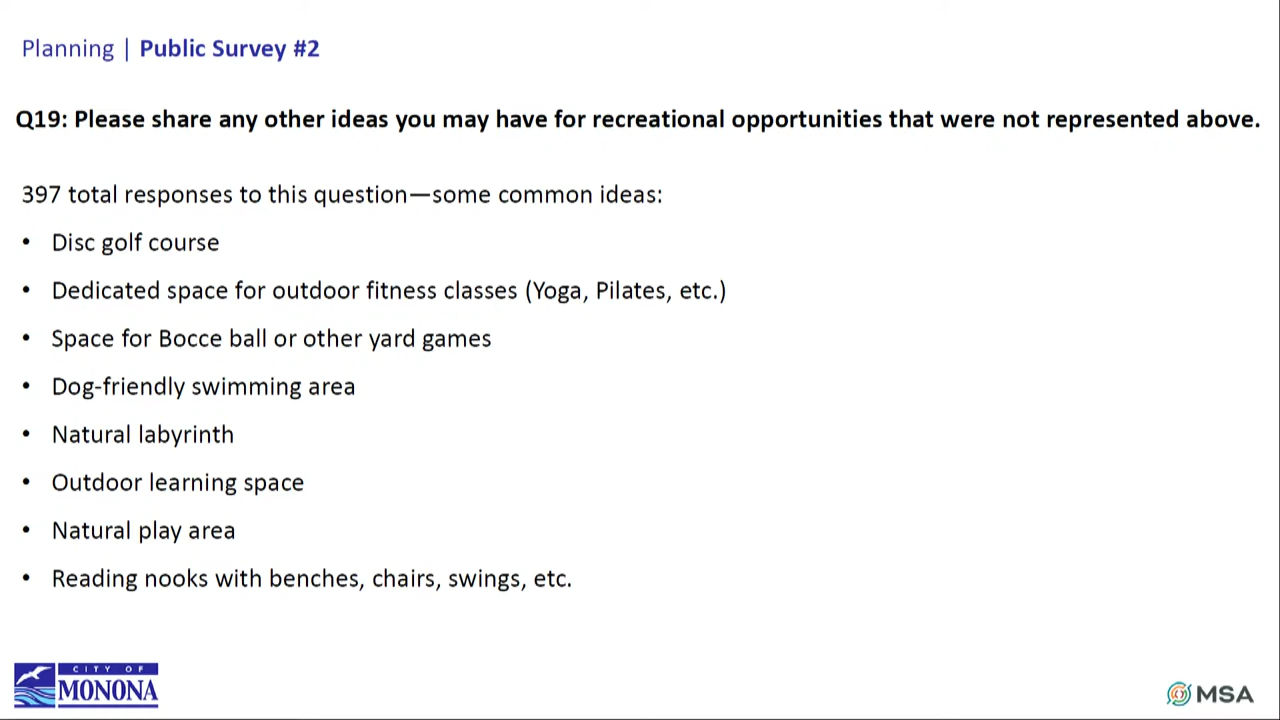 Planning | Public Survey #2
Q19: Please share any other ideas you may have for recreational opportunities that were not represented above.
397 total responses to this question—some common ideas:
• Disc golf course
• Dedicated space for outdoor fitness classes (Yoga, Pilates, etc.)
• Space for Bocce ball or other yard games
• Dog-friendly swimming area
• Natural labyrinth
• Outdoor learning space
• Natural play area
• Reading nooks with benches, chairs, swings, etc.
CITY OF
MONONA
MSA